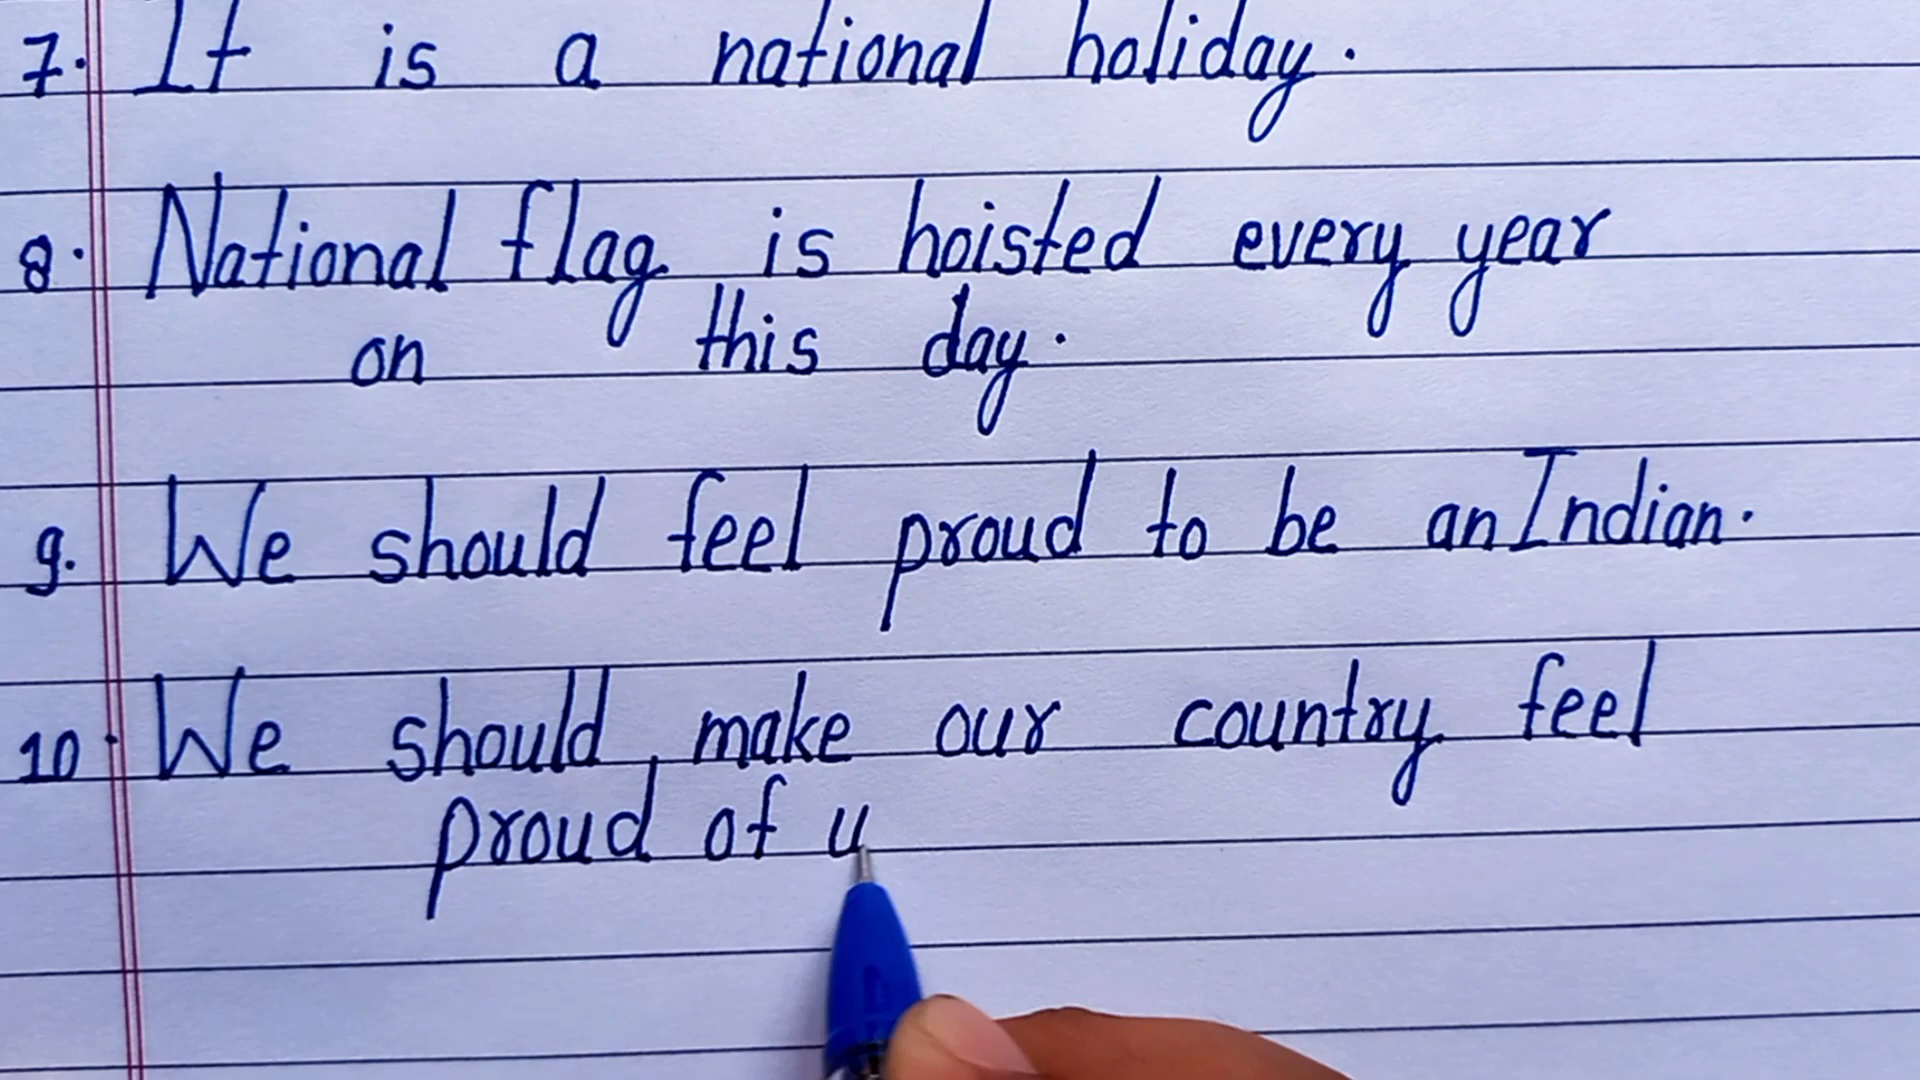 7. It is a national holiday.
8. National flag is hoisted every year
on this day.
9. We should feel proud to be an Indian.
10. We should make our country feel
proud of u